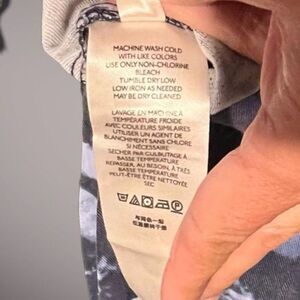 MACHINE WASH COLD
WITH LIKE COLORS
USE ONLY NON-CHLORINE
BLEACH
TUMBLE DRY LOW
LOW IRON AS NEEDED
MAY BE DRY CLEANED
LAVAGE EN MACHINE A
TEMPÉRATURE FROIDE
AVEC COULEURS SIMILAIRES
UTILISER UN AGENT DE
BLANCHIMENT SANS CHLORE
SI NÉCESSAIRE
SÉCHER PAR CULBUTAGE À
BASSE TEMPÉRATURE
REPASSER, AU BESOIN, À TRÈS
BASSE TEMPÉRATURE
PEUT-ÊTRE ÊTRE NETTOYÉE
SEC
P